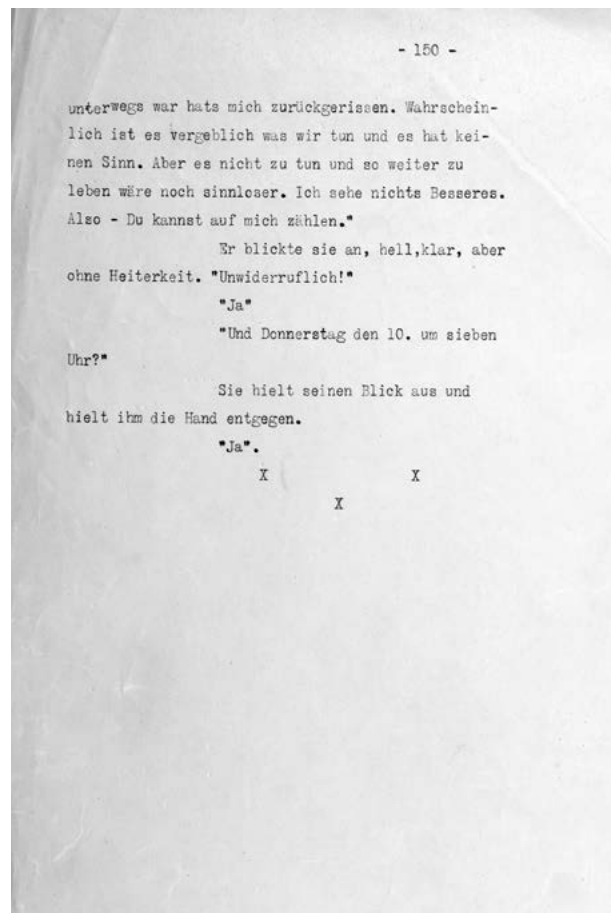 - 150 -
unterwegs war hats mich zurückgerissen. Wahrschein-
lich ist es vergeblich was wir tun und es hat kei-
nen Sinn. Aber es nicht zu tun und so weiter zu
leben wäre noch sinnloser. Ich sehe nichts Besseres.
Also - Du kannst auf mich zählen."
Er blickte sie an, hell,klar, aber
ohne Heiterkeit. "Unwiderruflich!"
"Ja"
"Und Donnerstag den 10. um sieben
Uhr?"
Sie hielt seinen Blick aus und
hielt ihm die Hand entgegen.
"Ja".
X X
X